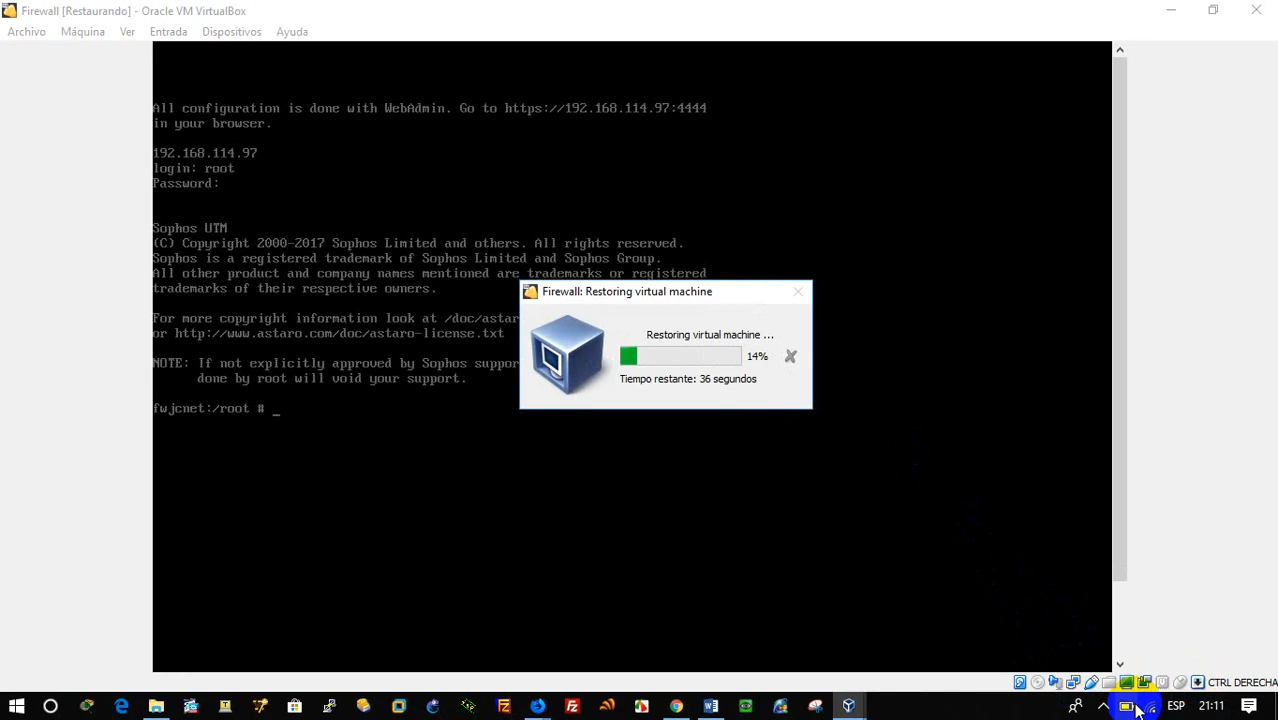 Firewall [Restaurando] - Oracle VM VirtualBox
Archivo Máquina Ver Entrada Dispositivos Ayuda
All configuration is done with WebAdmin. Go to https://192.168.114.97:4444
in your browser.
192.168.114.97
login: root
Password:
Sophos UTM
(C) Copyright 2000-2017 Sophos Limited and others. All rights reserved.
Sophos is a registered trademark of Sophos Limited and Sophos Group.
All other product and company names mentioned are trademarks or registered
trademarks of their respective owners.
For more copyright information look at /doc/astar
or http://www.astaro.com/doc/astaro-license.txt
NOTE: If not explicitly approved by Sophos suppor
done by root will void your support.
fwjcnet:/root # _
Firewall: Restoring virtual machine
Restoring virtual machine ...
14%
Tiempo restante: 36 segundos
CTRL DERECHA
ESP 21:11